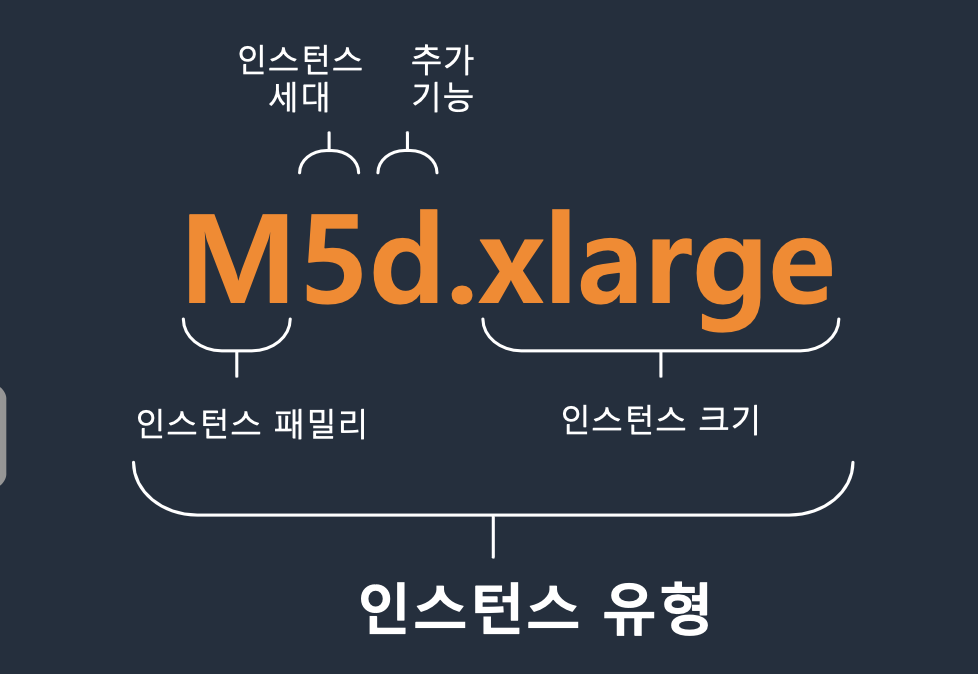 인스턴스
세대
추가
기능
M5d.xlarge
인스턴스 패밀리
인스턴스 크기
인스턴스 유형